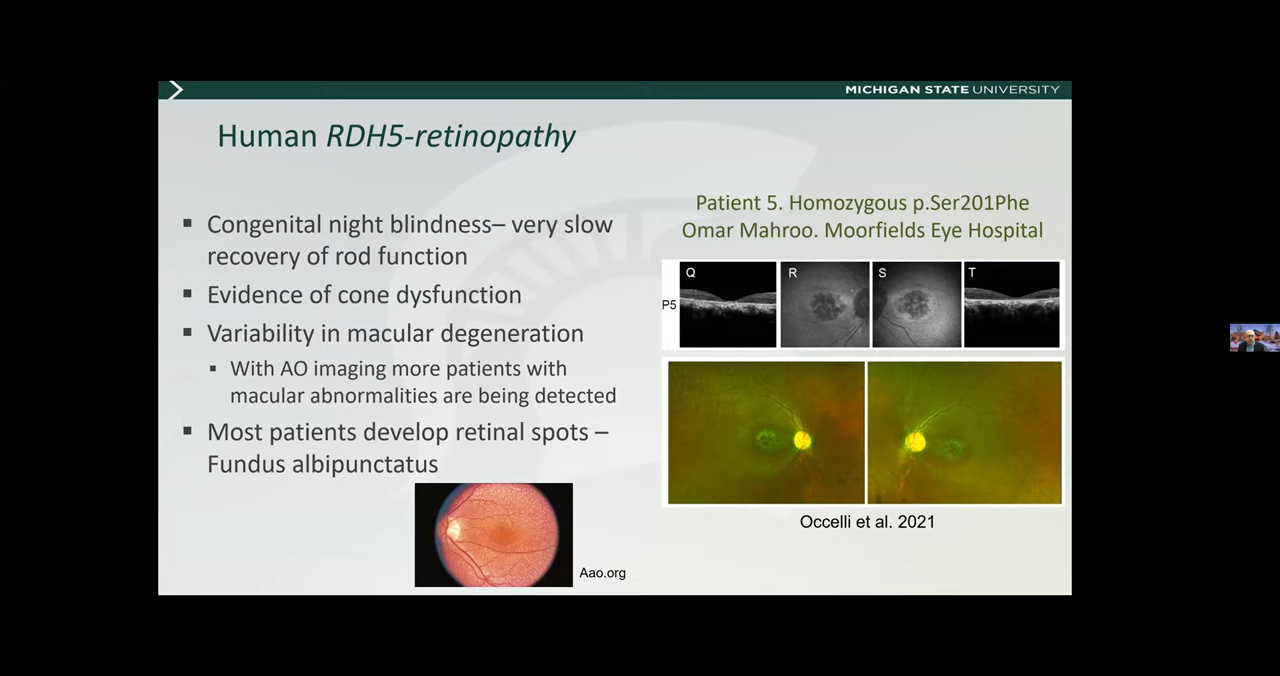 MICHIGAN STATE UNIVERSITY
Human RDH5-retinopathy
▪ Congenital night blindness– very slow
recovery of rod function
▪ Evidence of cone dysfunction
▪ Variability in macular degeneration
▪ With AO imaging more patients with
macular abnormalities are being detected
▪ Most patients develop retinal spots –
Fundus albipunctatus
Aao.org
Patient 5. Homozygous p.Ser201Phe
Omar Mahroo. Moorfields Eye Hospital
P5 Q R S T
Occelli et al. 2021